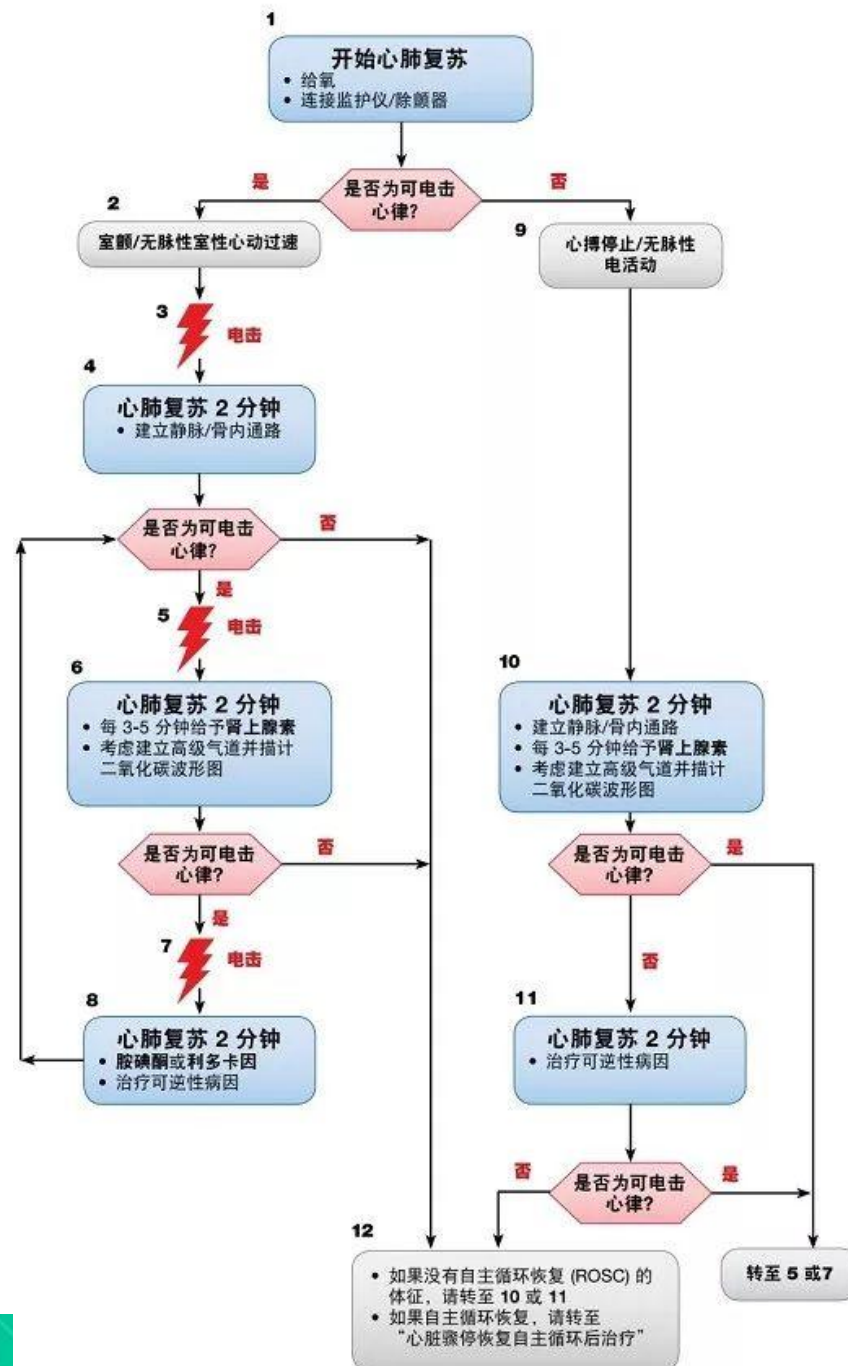 1
开始心肺复苏
• 给氧
• 连接监护仪/除颤器
是否为可电击
心律？
是
否
2
室颤/无脉性室性心动过速
9
心搏停止/无脉性
电活动
3
电击
4
心肺复苏 2 分钟
• 建立静脉/骨内通路
是否为可电击
心律？
否
是
5
电击
6
心肺复苏 2 分钟
• 每 3-5 分钟给予肾上腺素
• 考虑建立高级气道并描计
二氧化碳波形图
10
心肺复苏 2 分钟
• 建立静脉/骨内通路
• 每 3-5 分钟给予肾上腺素
• 考虑建立高级气道并描计
二氧化碳波形图
是否为可电击
心律？
否
是
是否为可电击
心律？
是
否
7
电击
8
心肺复苏 2 分钟
• 胺碘酮或利多卡因
• 治疗可逆性病因
11
心肺复苏 2 分钟
• 治疗可逆性病因
是否为可电击
心律？
否
是
12
• 如果没有自主循环恢复 (ROSC) 的
体征，请转至 10 或 11
• 如果自主循环恢复，请转至
“心脏骤停恢复自主循环后治疗”
转至 5 或7